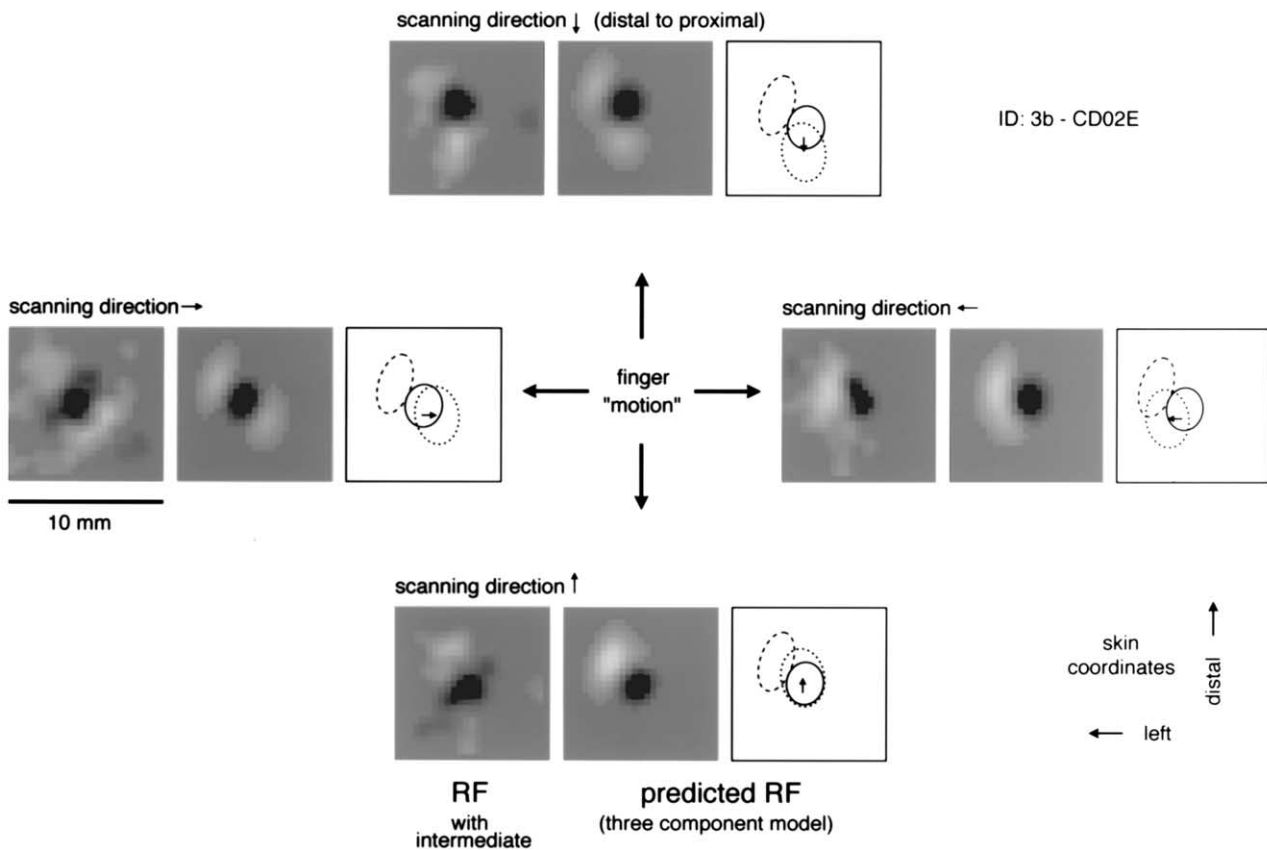 scanning direction ↓ (distal to proximal)
ID: 3b - CD02E
scanning direction →
scanning direction ←
finger
"motion"
10 mm
scanning direction ↑
skin
coordinates
distal
← left
RF
with
intermediate
predicted RF
(three component model)